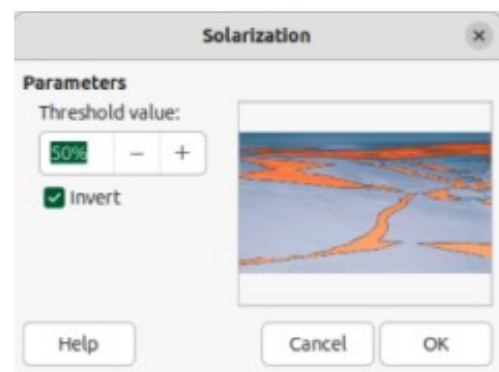 Solarization
Parameters
Threshold value:
50%
Invert
Help
Cancel
OK